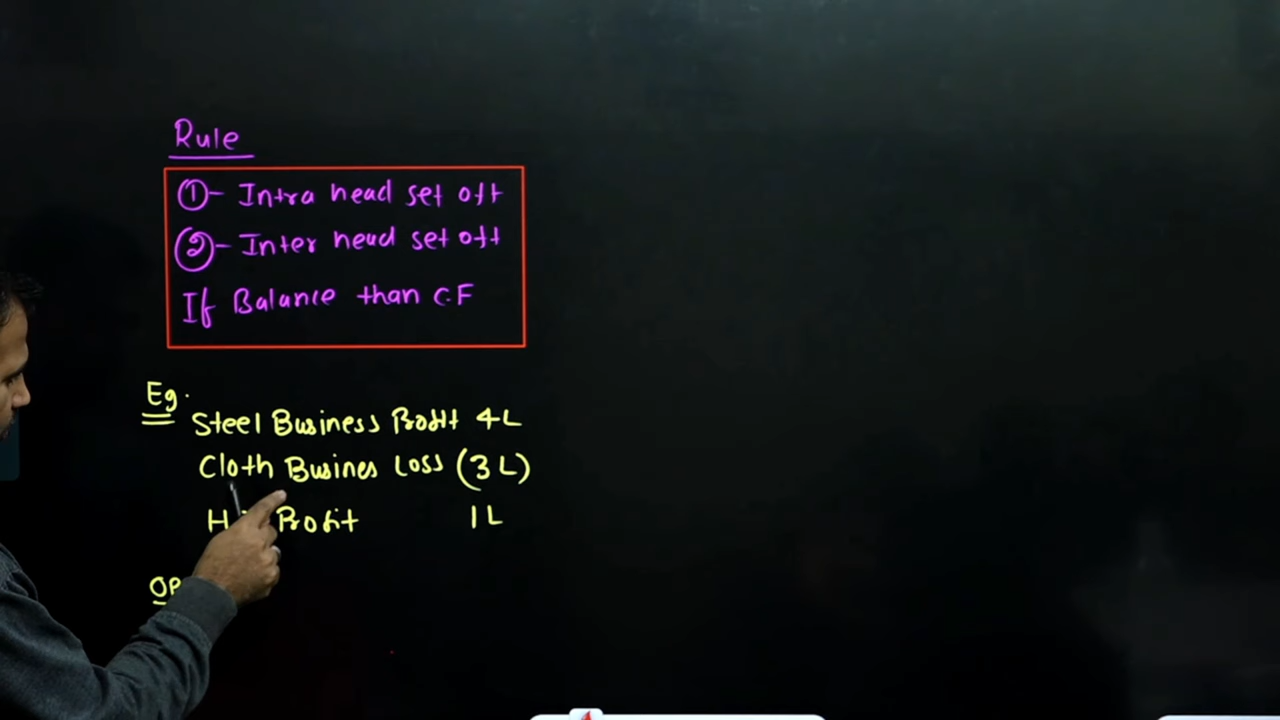 Rule
①- Intra head set off
②- Inter head set off
If Balance than C.F
Eg.
Steel Business Profit 4L
Cloth Busines Loss (3L)
Profit 1L